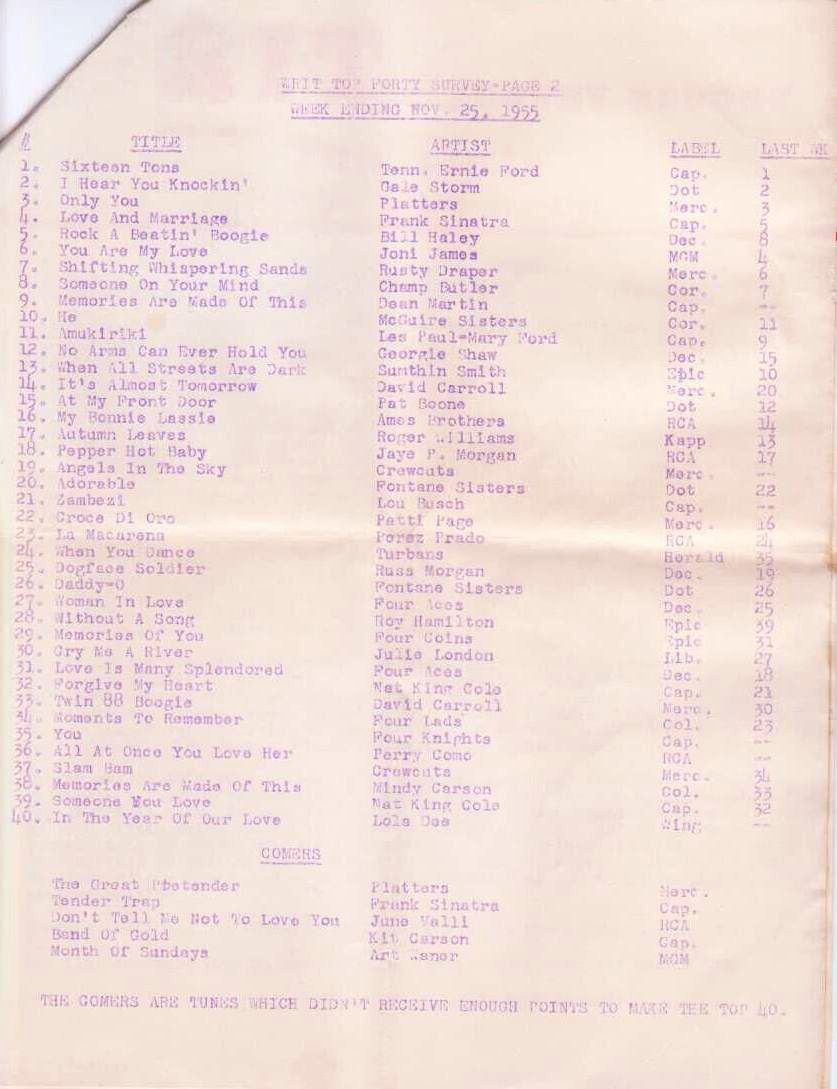 WRIT TOP FORTY SURVEY-PAGE 2
WEEK ENDING NOV. 25, 1955
# TITLE ARTIST LABEL LAST WK
1. Sixteen Tons Tenn. Ernie Ford Cap. 1
2. I Hear You Knockin' Gale Storm Dot 2
3. Only You Platters Merc. 3
4. Love And Marriage Frank Sinatra Cap. 5
5. Rock A Beatin' Boogie Bill Haley Dec. 8
6. You Are My Love Joni James MGM 4
7. Shifting Whispering Sands Rusty Draper Merc. 6
8. Someone On Your Mind Champ Butler Cor. 7
9. Memories Are Made Of This Dean Martin Cap. --
10. He McGuire Sisters Cor. 11
11. Amukiriki Les Paul-Mary Ford Cap. 9
12. No Arms Can Ever Hold You Georgie Shaw Dec. 15
13. When All Streets Are Dark Sunthin Smith Epic 10
14. It's Almost Tomorrow David Carroll Merc. 20
15. At My Front Door Pat Boone Dot 12
16. My Bonnie Lassie Ames Brothers RCA 14
17. Autumn Leaves Roger Williams Kapp 13
18. Pepper Hot Baby Jaye P. Morgan RCA 17
19. Angels In The Sky Crewcuts Merc. --
20. Adorable Fontane Sisters Dot 22
21. Zambezi Lou Busch Cap. --
22. Croce Di Oro Patti Page Merc. 16
23. La Macarena Perez Prado RCA 24
24. When You Dance Turbans Herald 35
25. Dogface Soldier Russ Morgan Dec. 19
26. Daddy-O Fontane Sisters Dot 26
27. Woman In Love Four Aces Dec. 25
28. Without A Song Roy Hamilton Epic 39
29. Memories Of You Four Coins Epic 31
30. Cry Me A River Julie London Lib. 27
31. Love Is Many Splendored Four Aces Dec. 18
32. Forgive My Heart Nat King Cole Cap. 21
33. Twin 88 Boogie David Carroll Merc. 30
34. Moments To Remember Four Lads Col. 23
35. You Four Knights Cap. --
36. All At Once You Love Her Perry Como RCA --
37. Slam Bam Crewcuts Merc. 34
38. Memories Are Made Of This Mindy Carson Col. 33
39. Someone You Love Nat King Cole Cap. 32
40. In The Year Of Our Love Lola Dee Wing --
COMERS
The Great Pretender Platters Merc.
Tender Trap Frank Sinatra Cap.
Don't Tell Me Not To Love You June Valli RCA
Band Of Gold Kit Carson Cap.
Month Of Sundays Art Waner MGM
THE COMERS ARE TUNES WHICH DIDN'T RECEIVE ENOUGH POINTS TO MAKE THE TOP 40.